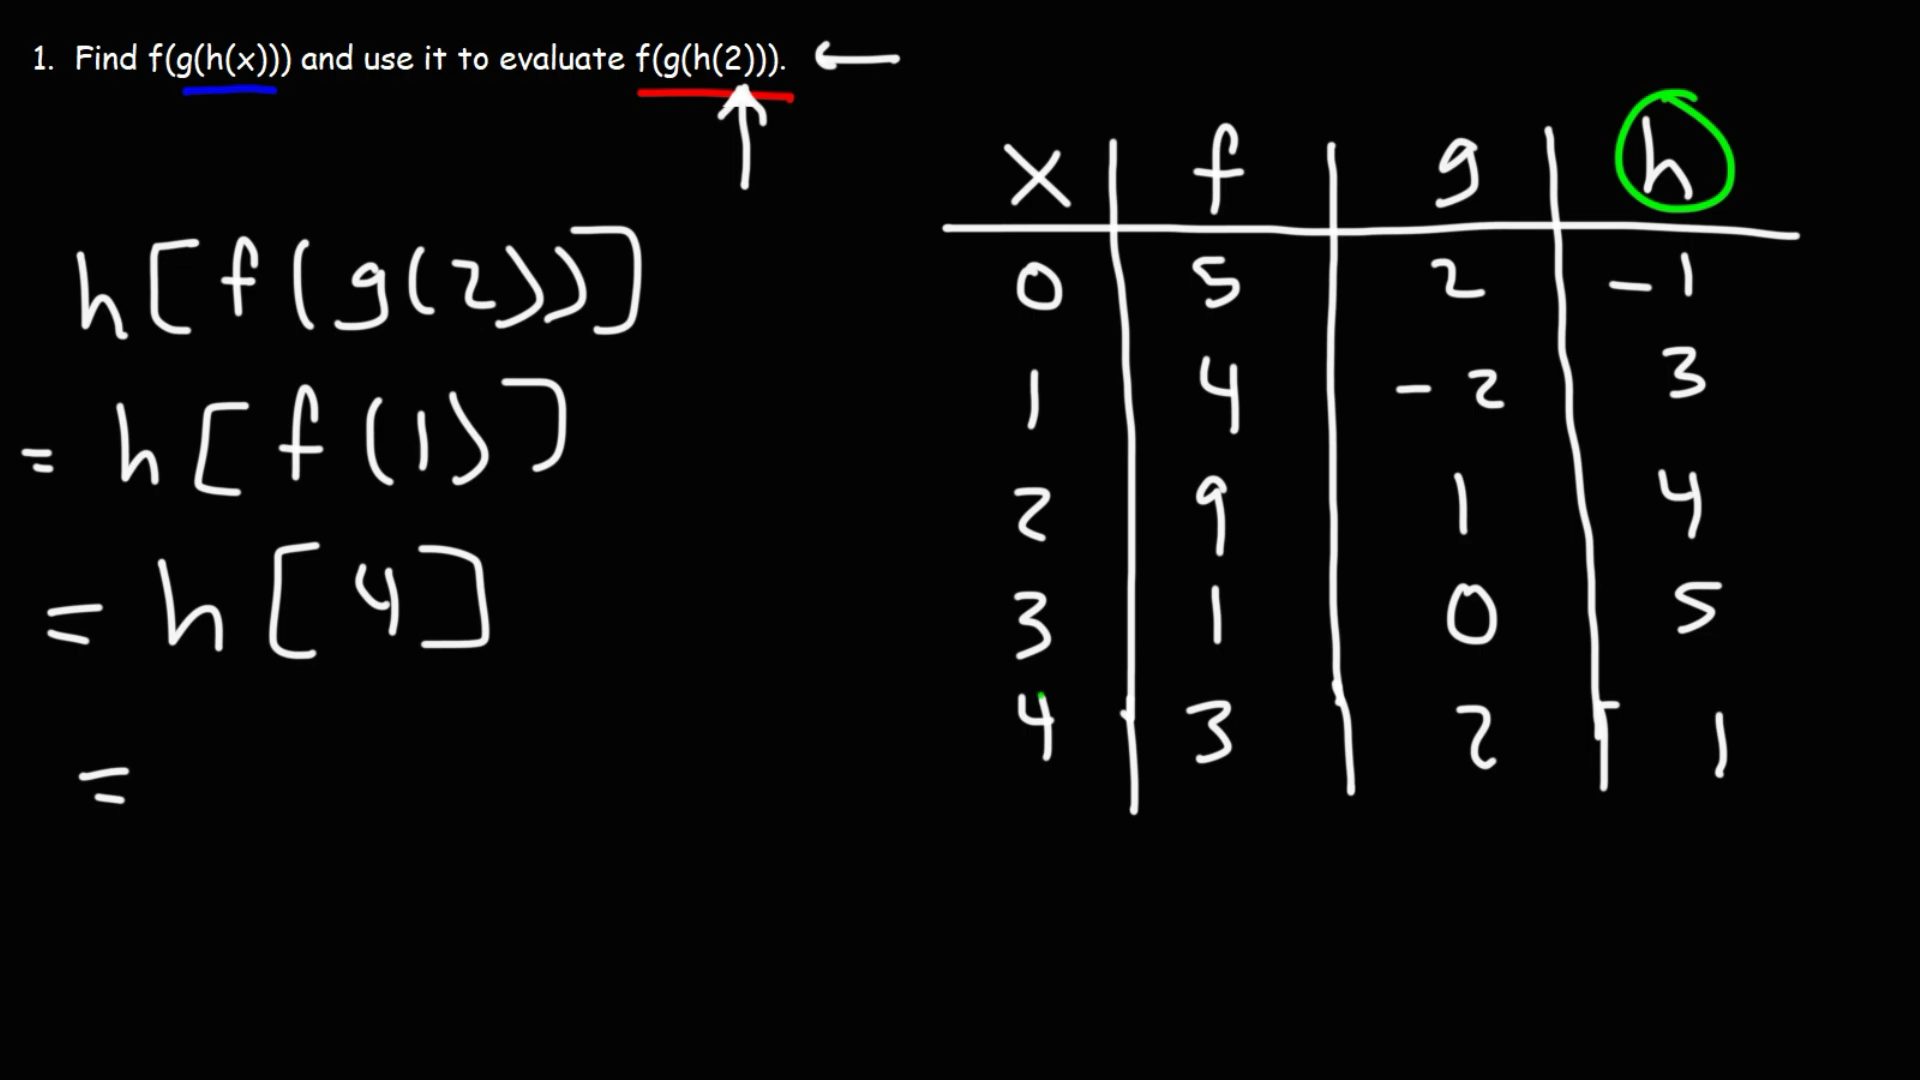 1. Find f(g(h(x))) and use it to evaluate f(g(h(2))).
h[f(g(2))]
= h[f(1)]
= h[4]
=
x f g h
0 5 2 -1
1 4 -2 3
2 9 1 4
3 1 0 5
4 3 2 1